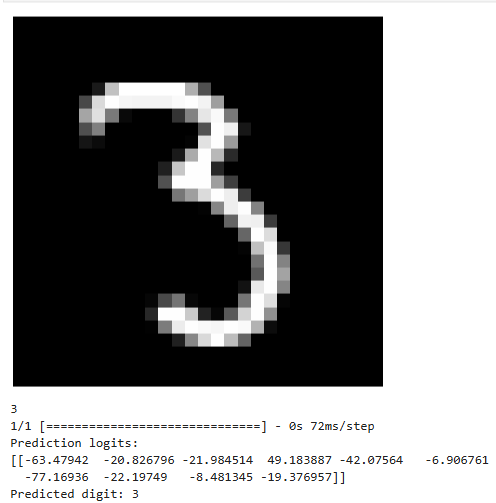 3
3
1/1 [==============================] - 0s 72ms/step
Prediction logits:
[[-63.47942 -20.826796 -21.984514 49.183887 -42.07564 -6.906761
-77.16936 -22.19749 -8.481345 -19.376957]]
Predicted digit: 3